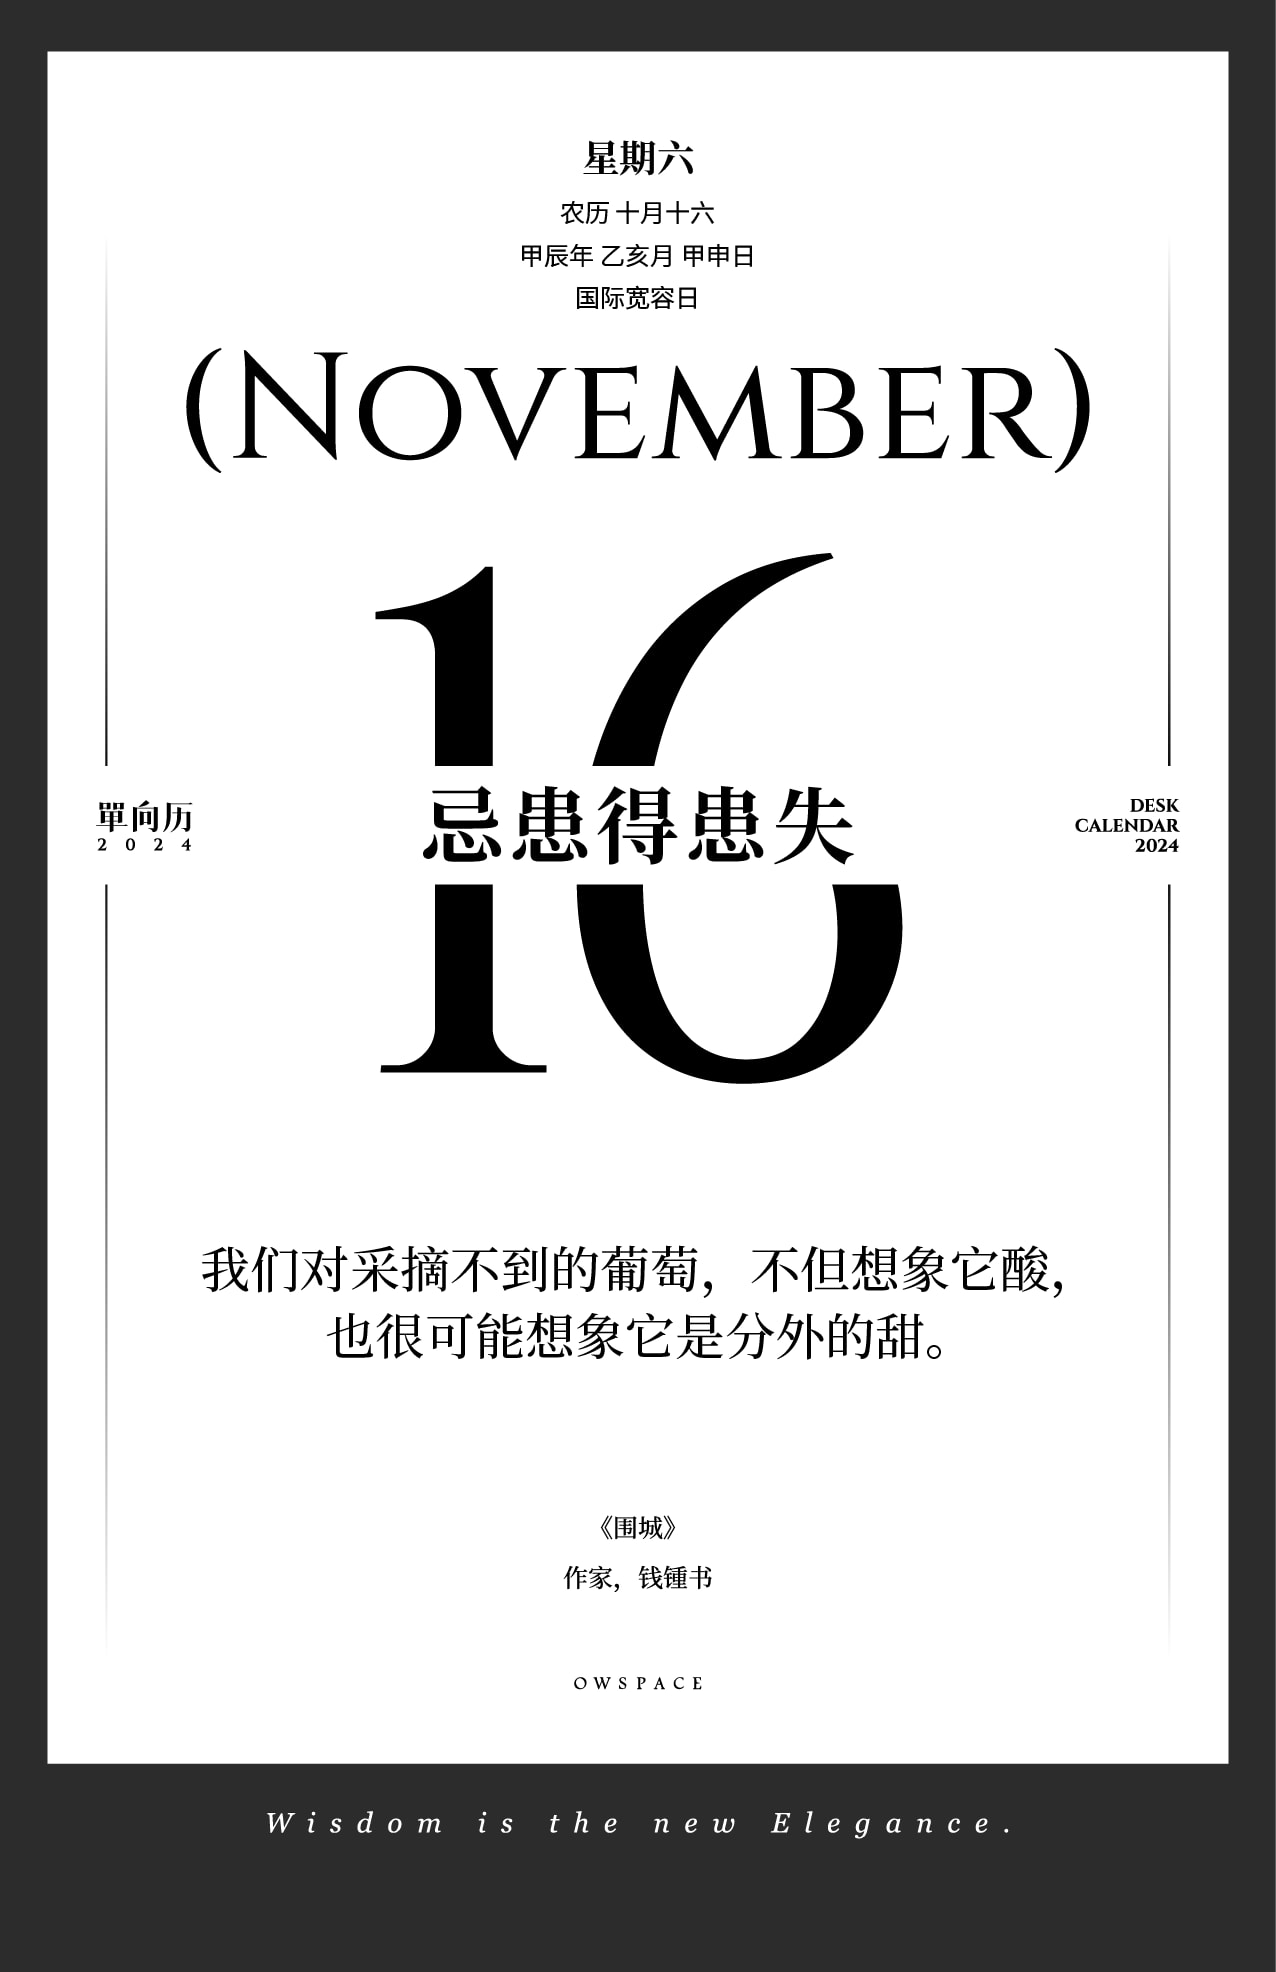 星期六
农历 十月十六
甲辰年 乙亥月 甲申日
国际宽容日
(NOVEMBER)
16
單向历
2024
忌患得患失
DESK
CALENDAR
2024
我们对采摘不到的葡萄，不但想象它酸，
也很可能想象它是分外的甜。
《围城》
作家，钱锺书
OWSPACE
Wisdom is the new Elegance.